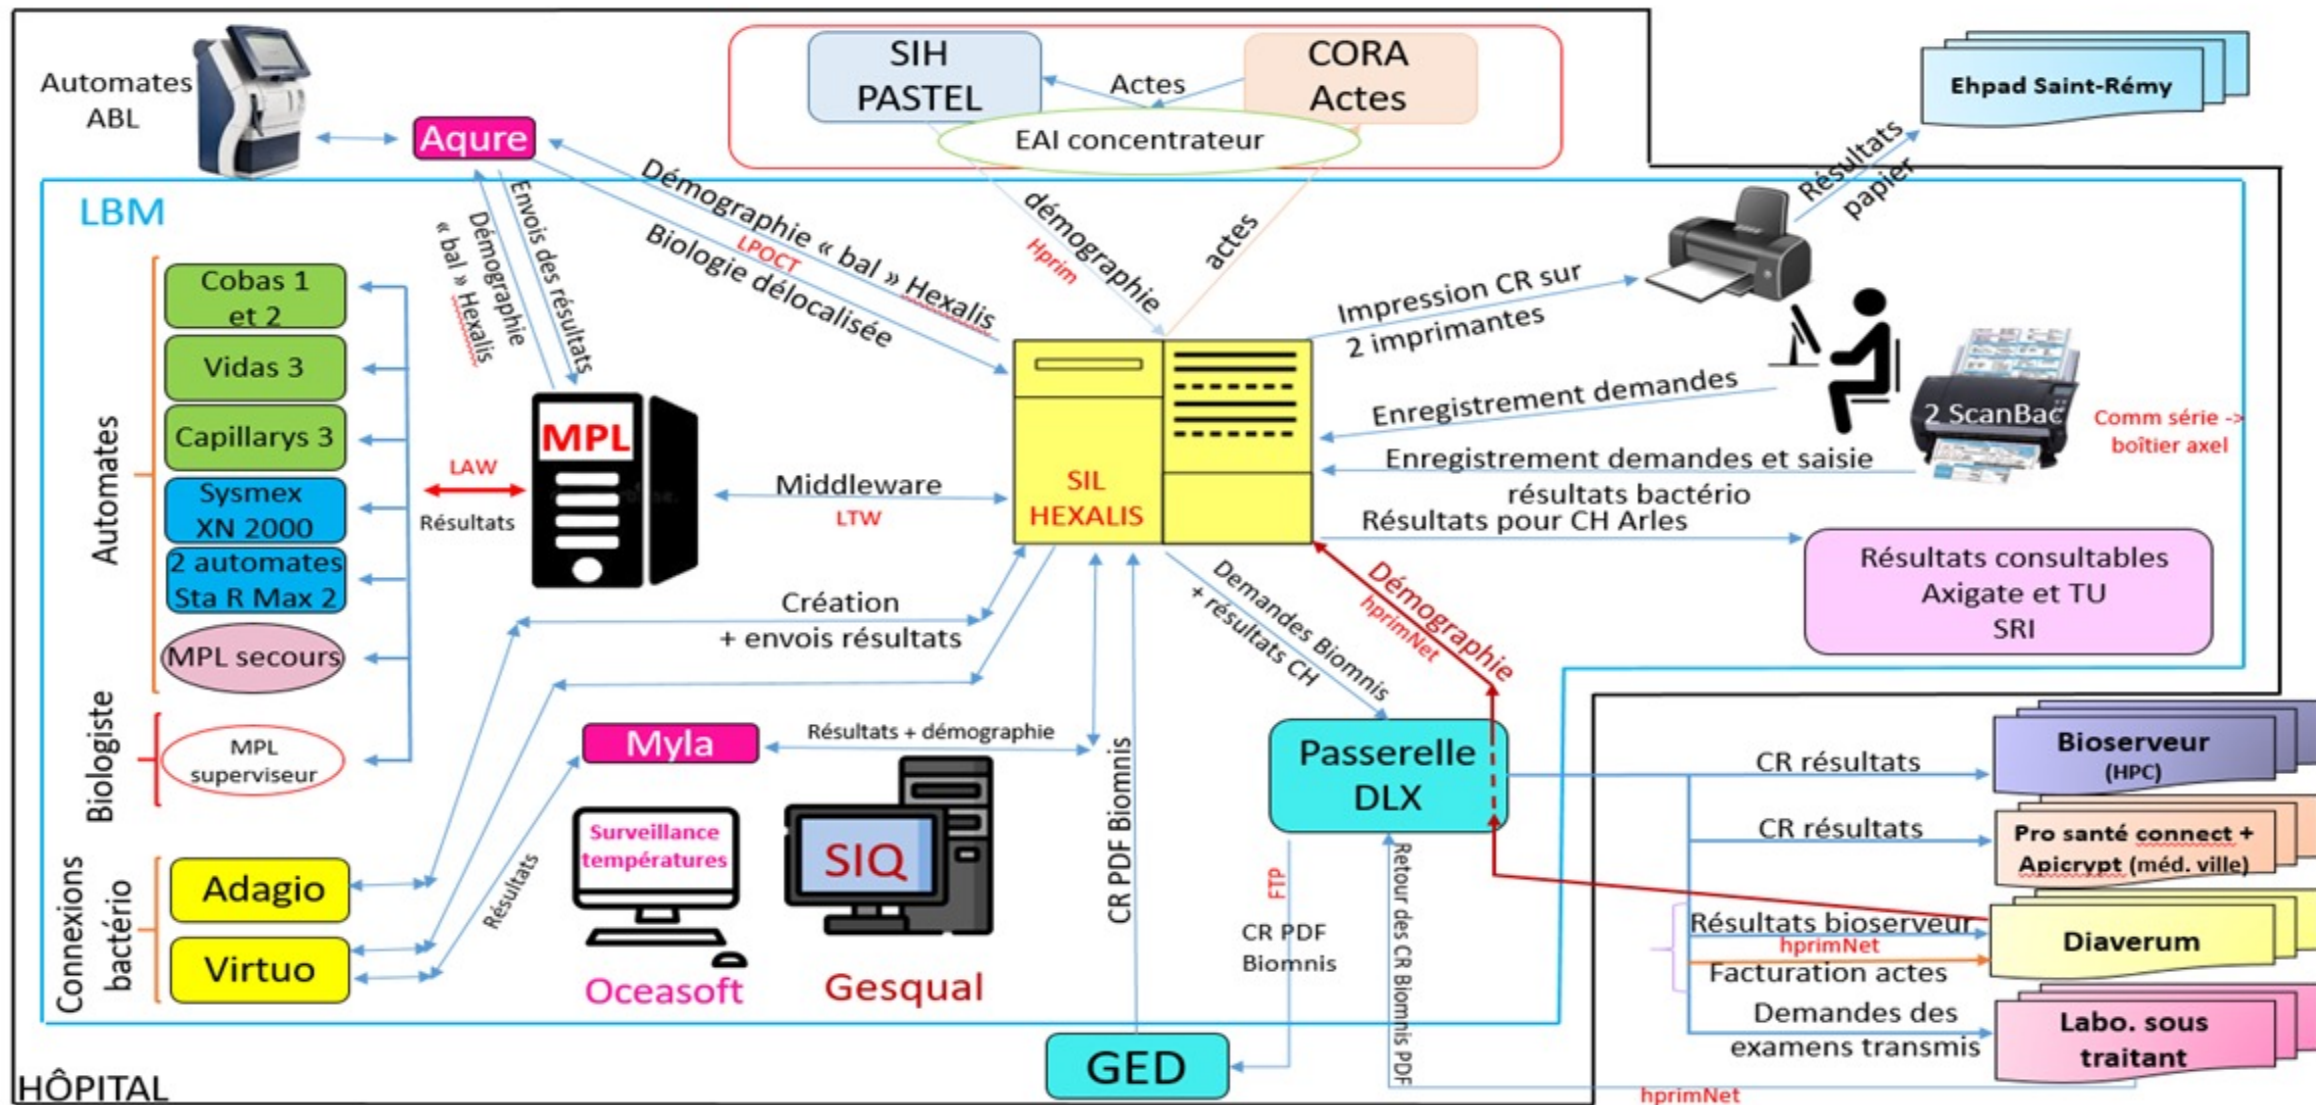 Automates
ABL
Aqure
SIH
PASTEL
Actes
CORA
Actes
EAI concentrateur
Ehpad Saint-Rémy
Résultats
papier
LBM
Démographie
« bal » Hexalis
Envois des résultats
Démographie « bal » Hexalis
LPOCT
Biologie délocalisée
démographie
Hprim
actes
Impression CR sur
2 imprimantes
Enregistrement demandes
2 ScanBac
Comm série ->
boîtier axel
Enregistrement demandes et saisie
résultats bactério
Résultats pour CH Arles
Résultats consultables
Axigate et TU
SRI
Automates
Cobas 1
et 2
Vidas 3
Capillarys 3
Sysmex
XN 2000
2 automates
Sta R Max 2
MPL secours
LAW
Résultats
MPL
Middleware
LTW
SIL
HEXALIS
Création
+ envois résultats
Demandes Biomnis
+ résultats CH
Démographie
hprimNet
Biologiste
MPL
superviseur
Myla
Résultats + démographie
CR PDF Biomnis
Passerelle
DLX
CR résultats
Bioserveur
(HPC)
CR résultats
Pro santé connect +
Apicrypt (méd. ville)
Connexions
bactério
Adagio
Virtuo
Résultats
Surveillance
températures
Oceasoft
SIQ
Gesqual
FTP
CR PDF
Biomnis
Retour des CR Biomnis PDF
Résultats bioserveur
hprimNet
Facturation actes
Diaverum
Demandes des
examens transmis
Labo. sous
traitant
GED
hprimNet
HÔPITAL